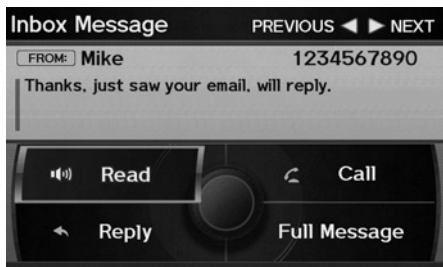 Inbox Message PREVIOUS ◀ ▶ NEXT
FROM: Mike 1234567890
Thanks, just saw your email, will reply.
Read Call
Reply Full Message